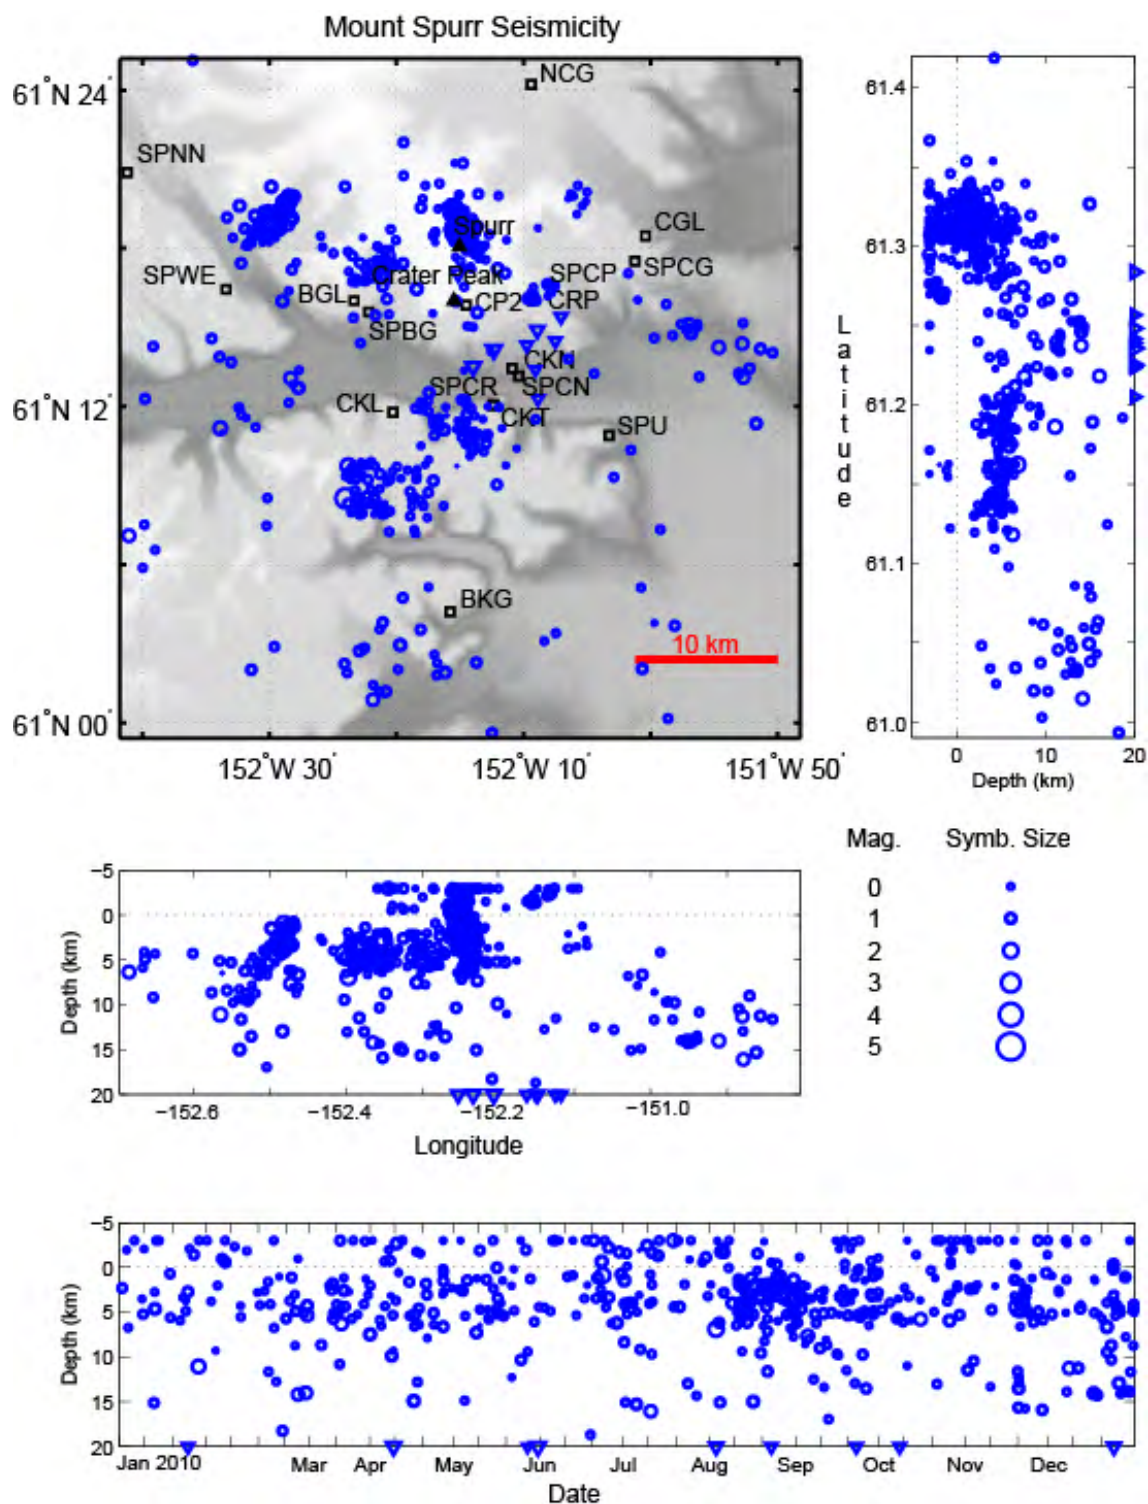 Mount Spurr Seismicity
61°N 24'
NCG
SPNN
Spurr
CGL
SPWE
Crater Peak
SPCP
SPCG
BGL
CP2
CRP
SPBG
CKN
SPCR
SPCN
61°N 12'
CKL
CKT
SPU
BKG
10 km
61°N 00'
152°W 30'
152°W 10'
151°W 50'
61.4
61.3
61.2
61.1
61.0
Latitude
0
10
20
Depth (km)
−5
0
5
10
15
20
Depth (km)
−152.6
−152.4
−152.2
−151.0
Longitude
Mag.
Symb. Size
0
1
2
3
4
5
−5
0
5
10
15
20
Depth (km)
Jan 2010
Mar
Apr
May
Jun
Jul
Aug
Sep
Oct
Nov
Dec
Date